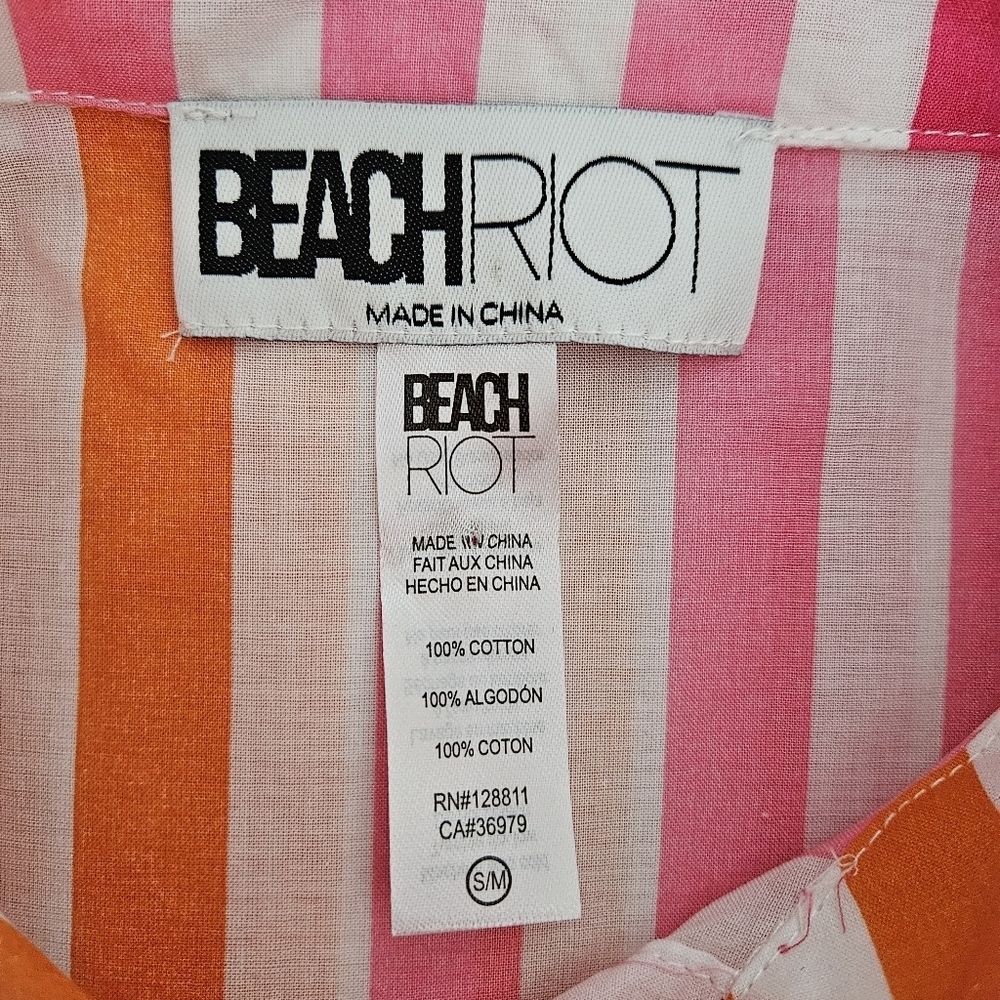 BEACHRIOT
MADE IN CHINA
BEACH
RIOT
MADE IN CHINA
FAIT AUX CHINA
HECHO EN CHINA
100% COTTON
100% ALGODÓN
100% COTON
RN#128811
CA#36979
S/M